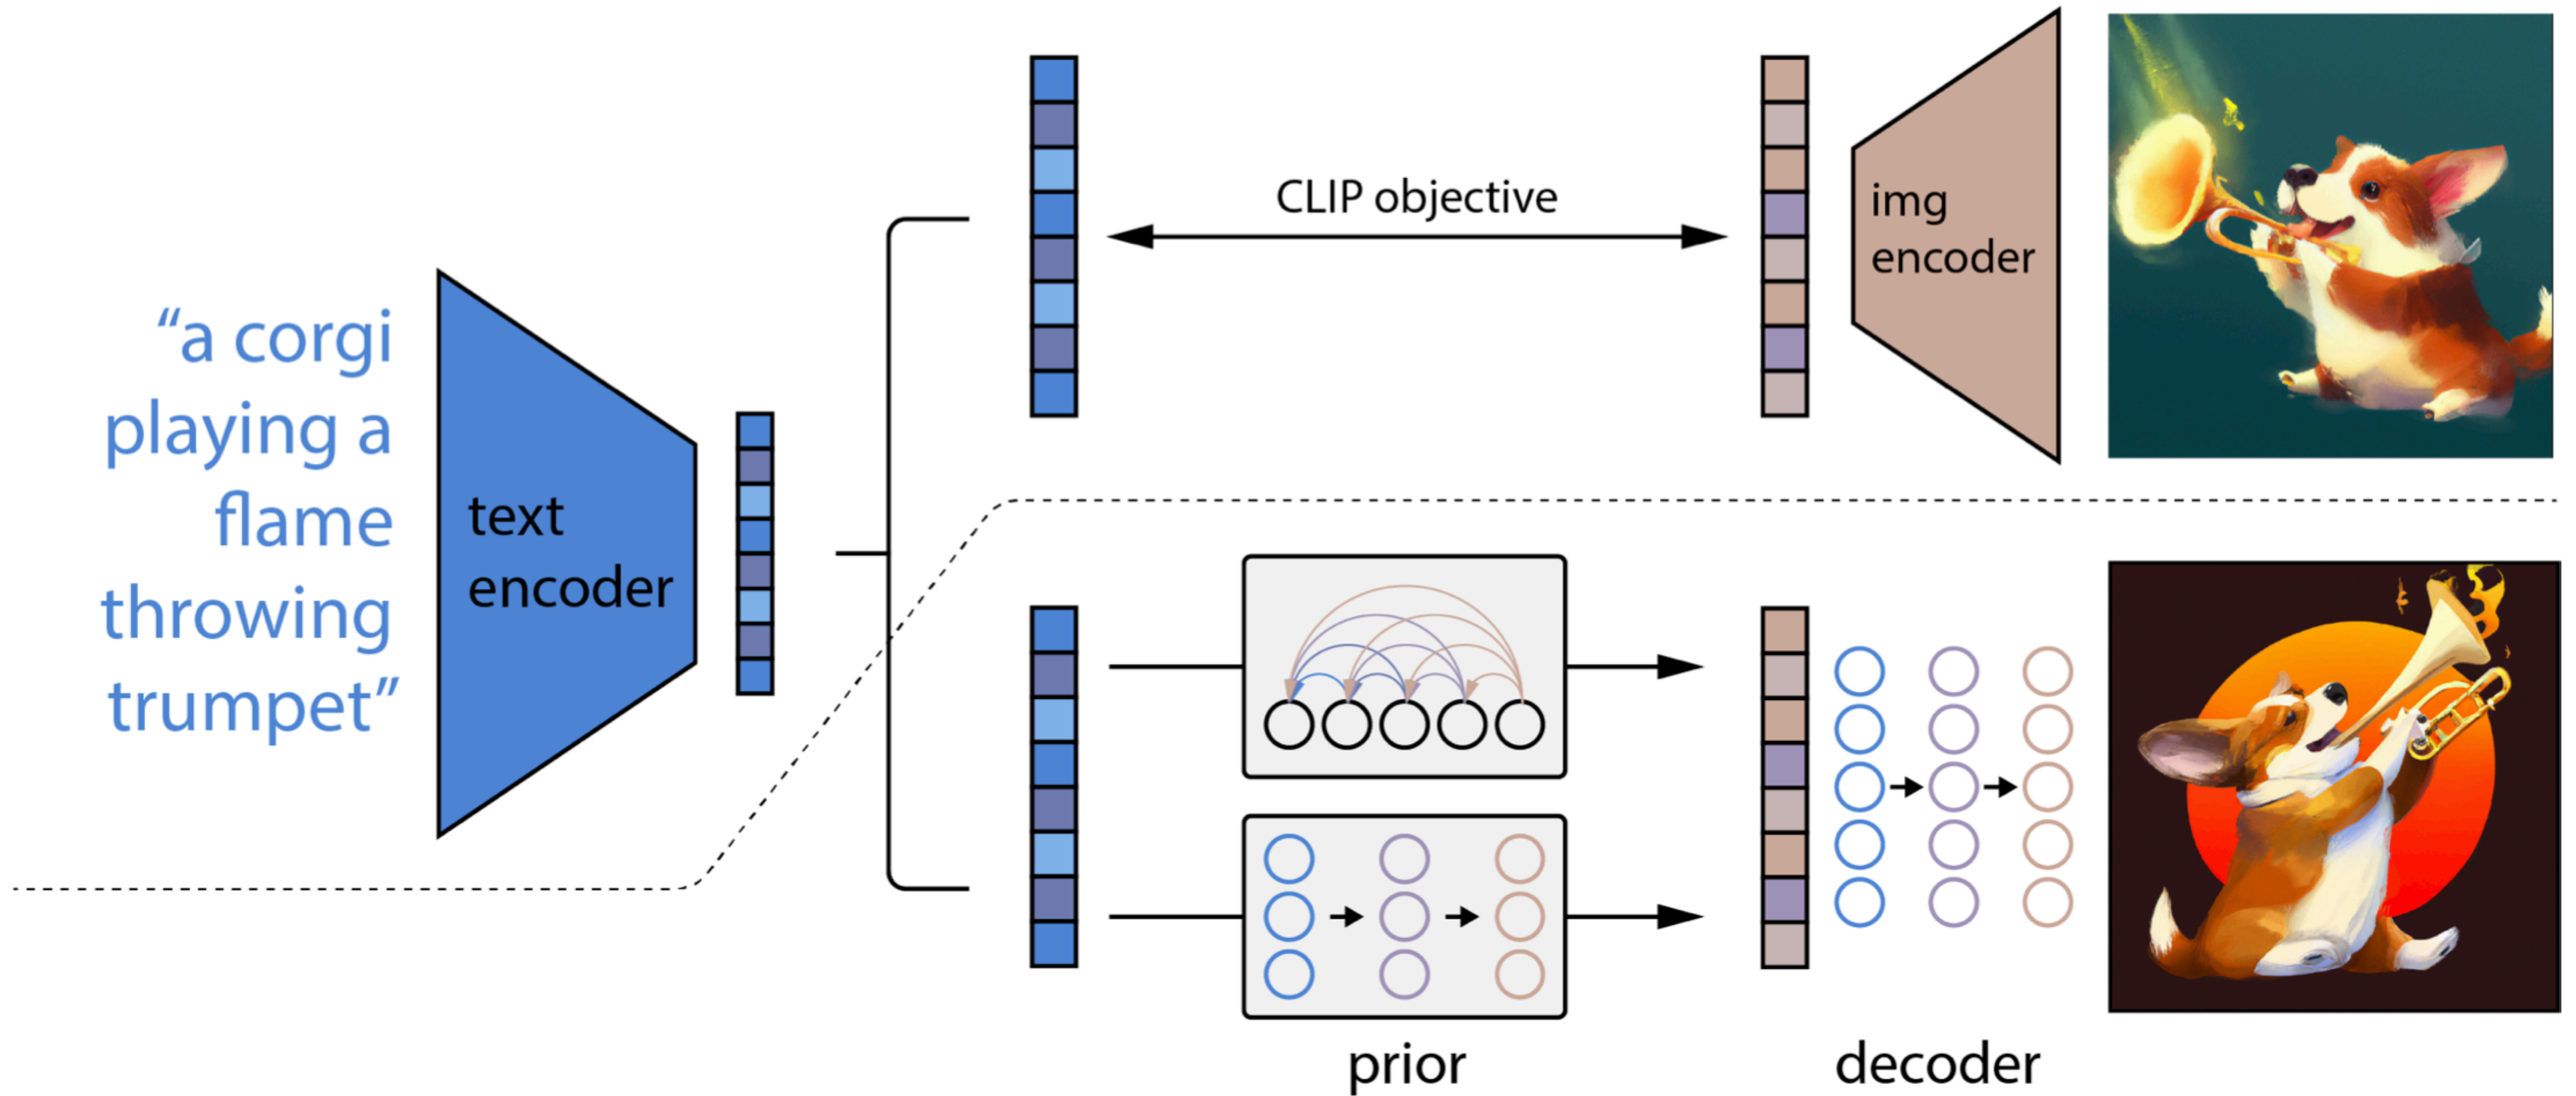 “a corgi
playing a
flame
throwing
trumpet”
text
encoder
CLIP objective
img
encoder
prior
decoder